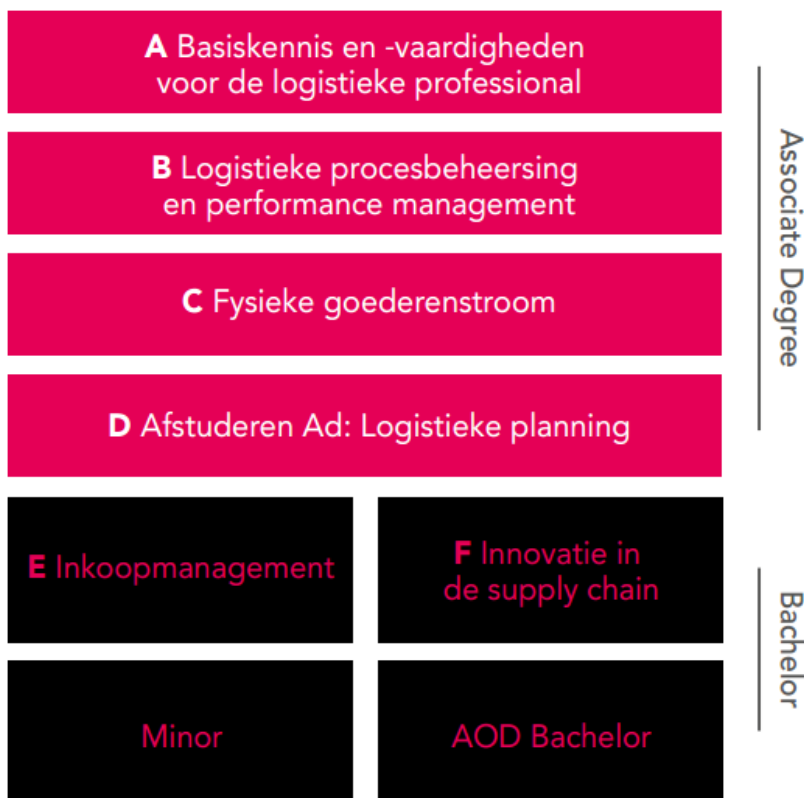 A Basiskennis en -vaardigheden
voor de logistieke professional
B Logistieke procesbeheersing
en performance management
C Fysieke goederenstroom
D Afstuderen Ad: Logistieke planning
Associate Degree
E Inkoopmanagement
F Innovatie in
de supply chain
Minor
AOD Bachelor
Bachelor